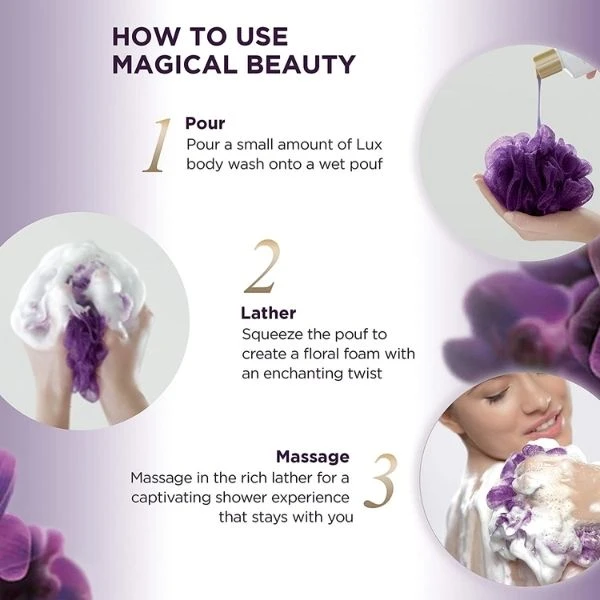 HOW TO USE
MAGICAL BEAUTY
1
Pour
Pour a small amount of Lux
body wash onto a wet pouf
2
Lather
Squeeze the pouf to
create a floral foam with
an enchanting twist
3
Massage
Massage in the rich lather for a
captivating shower experience
that stays with you